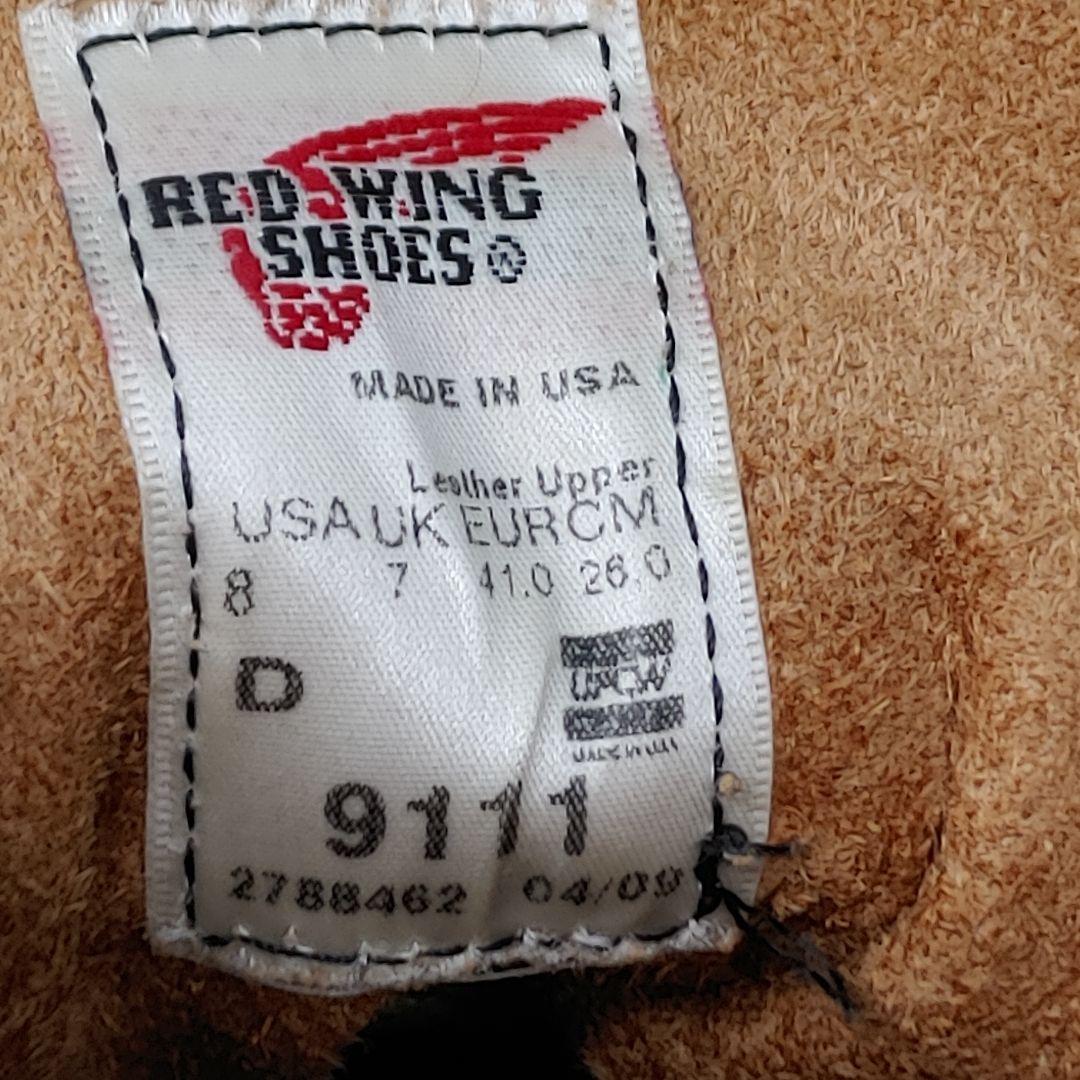 RED WING
SHOES®
MADE IN USA
Leather Upper
USA UK EUR CM
8 7 41.0 26.0
D
UFCW
9111
2788462 04/09